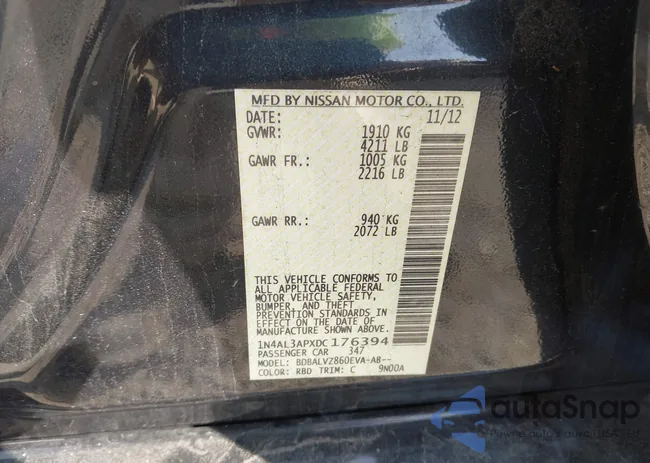 MFD BY NISSAN MOTOR CO., LTD.
DATE: 11/12
GVWR: 1910 KG
4211 LB
GAWR FR.: 1005 KG
2216 LB
GAWR RR.: 940 KG
2072 LB
THIS VEHICLE CONFORMS TO
ALL APPLICABLE FEDERAL
MOTOR VEHICLE SAFETY,
BUMPER, AND THEFT
PREVENTION STANDARDS IN
EFFECT ON THE DATE OF
MANUFACTURE SHOWN ABOVE.
1N4AL3APXDC176394
PASSENGER CAR 347
MODEL: BDBALVZ860EVA-AB--
COLOR: RBD TRIM: C 9N00A
autaSnap